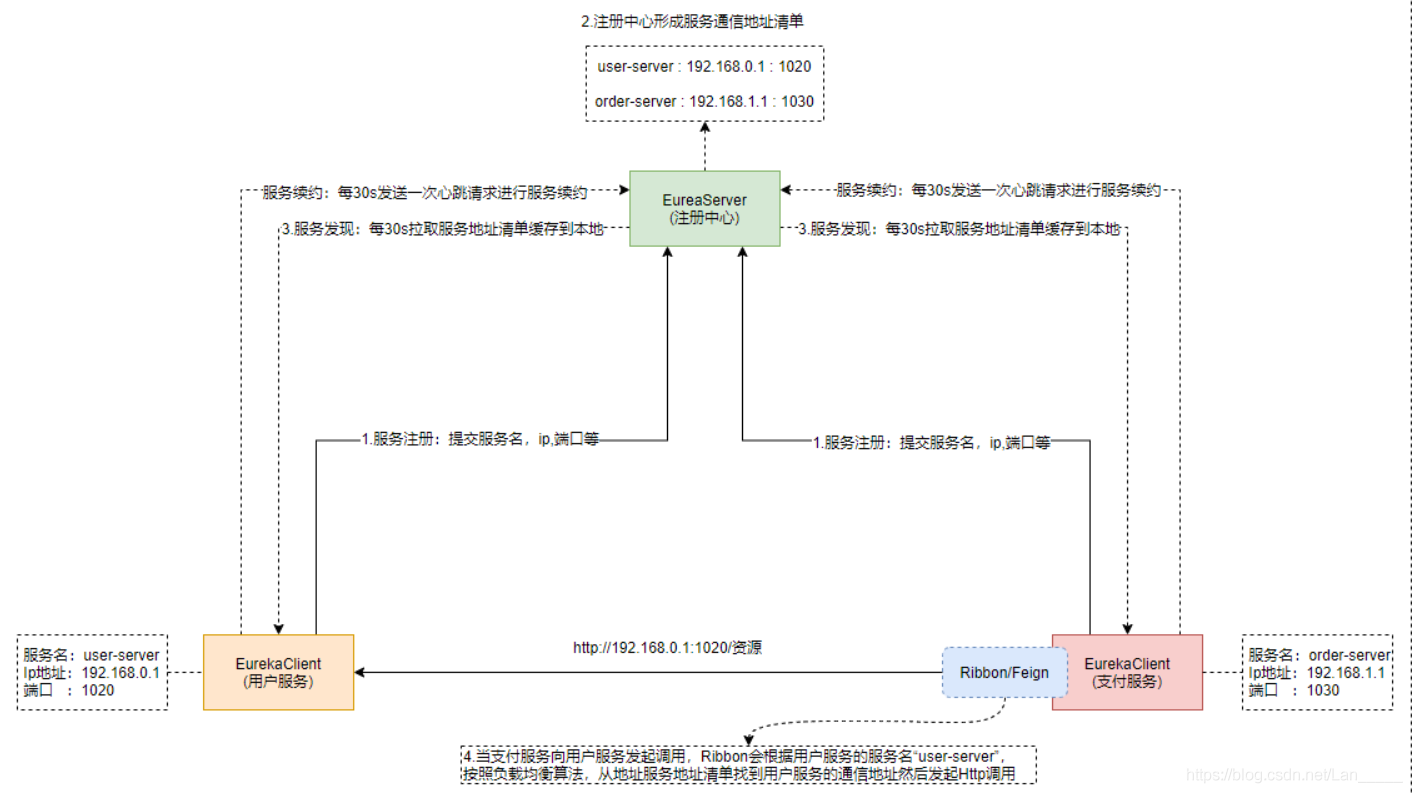 2.注册中心形成服务通信地址清单
user-server : 192.168.0.1 : 1020
order-server : 192.168.1.1 : 1030
服务续约：每30s发送一次心跳请求进行服务续约
EureaServer
(注册中心)
服务续约：每30s发送一次心跳请求进行服务续约
3.服务发现：每30s拉取服务地址清单缓存到本地
3.服务发现：每30s拉取服务地址清单缓存到本地
1.服务注册：提交服务名，ip,端口等
1.服务注册：提交服务名，ip,端口等
服务名：user-server
Ip地址：192.168.0.1
端口 ：1020
EurekaClient
(用户服务)
http://192.168.0.1:1020/资源
Ribbon/Feign
EurekaClient
(支付服务)
服务名：order-server
Ip地址：192.168.1.1
端口 ：1030
4.当支付服务向用户服务发起调用，Ribbon会根据用户服务的服务名“user-server”，
按照负载均衡算法，从地址服务地址清单找到用户服务的通信地址然后发起Http调用
https://blog.csdn.net/Lan______